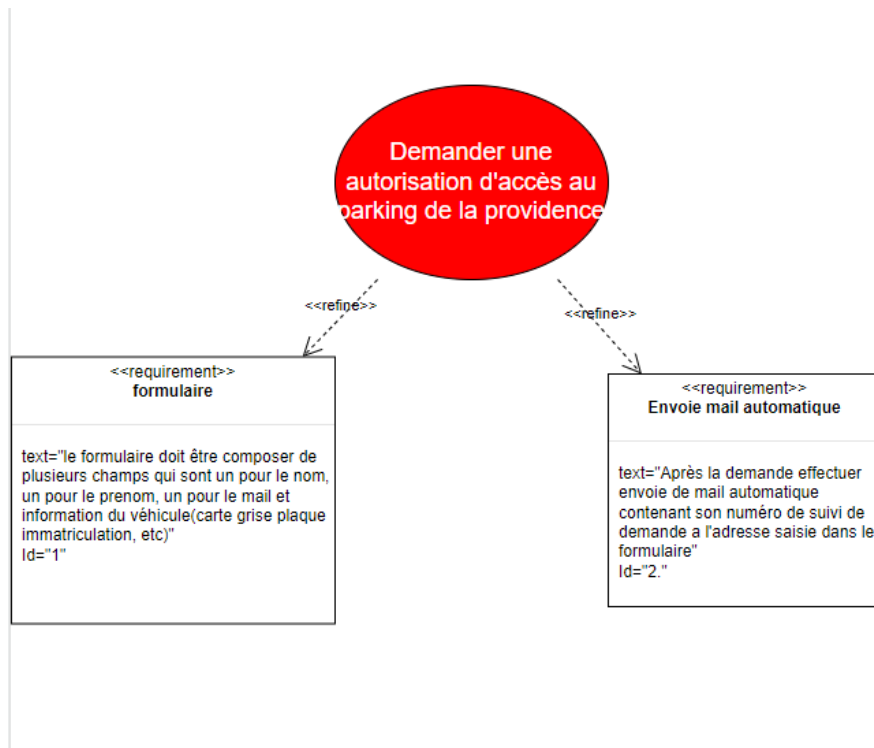 Demander une
autorisation d'accès au
parking de la providence
<<refine>>
<<refine>>
<<requirement>>
formulaire
text="le formulaire doit être composer de
plusieurs champs qui sont un pour le nom,
un pour le prenom, un pour le mail et
information du véhicule(carte grise plaque
immatriculation, etc)"
Id="1"
<<requirement>>
Envoie mail automatique
text="Après la demande effectuer
envoie de mail automatique
contenant son numéro de suivi de
demande a l'adresse saisie dans le
formulaire"
Id="2."